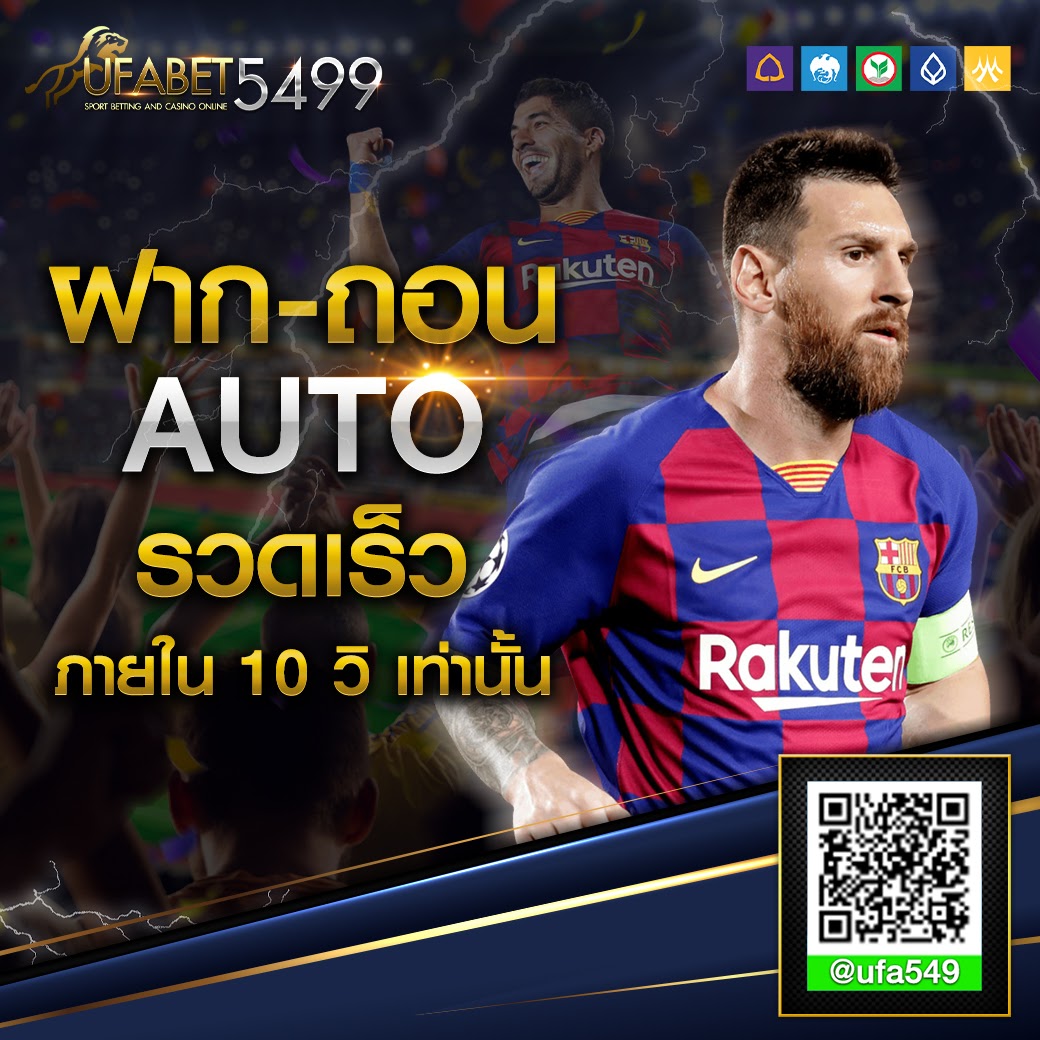 UFABET5499
SPORT BETTING AND CASINO ONLINE
Rakuten
ฝาก-ถอน
AUTO
รวดเร็ว
ภายใน 10 วิ เท่านั้น
FCB
Rakuten
@ufa549